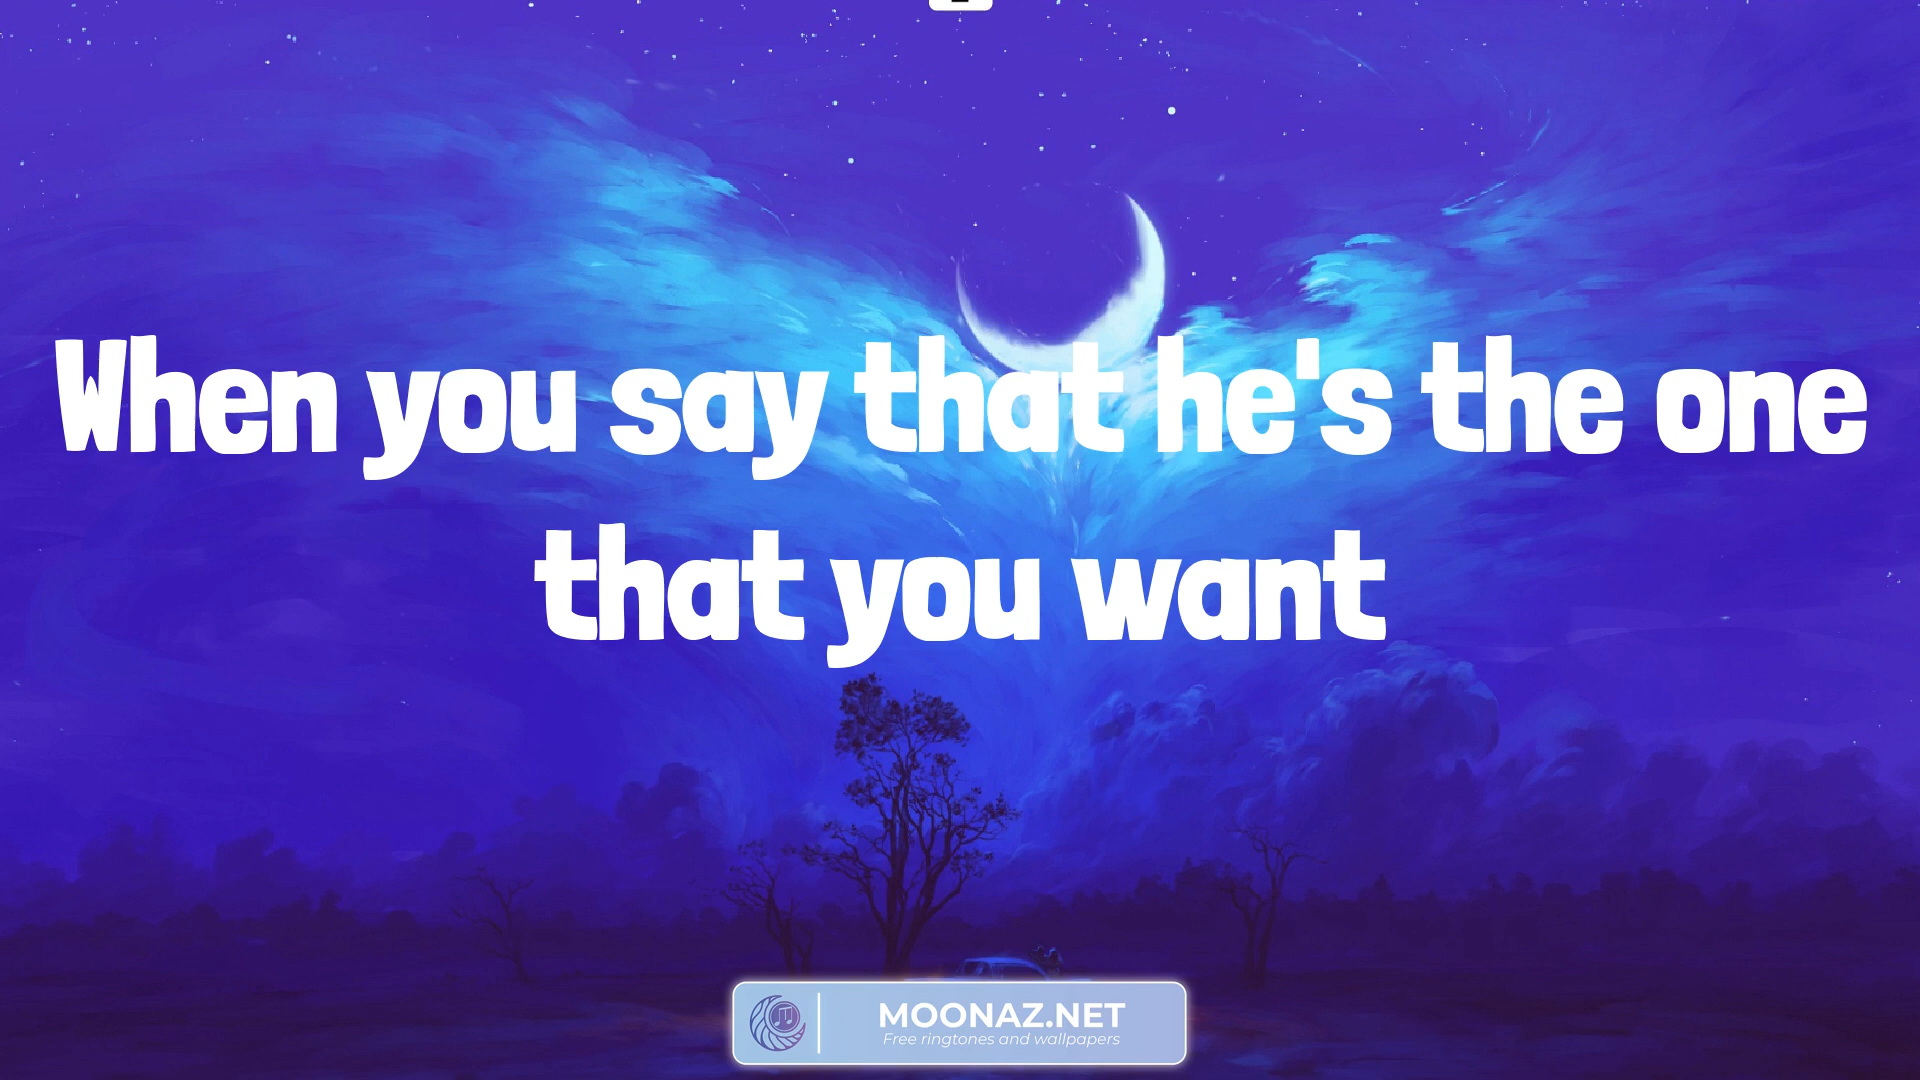 When you say that he's the one
that you want
MOONAZ.NET
Free ringtones and wallpapers